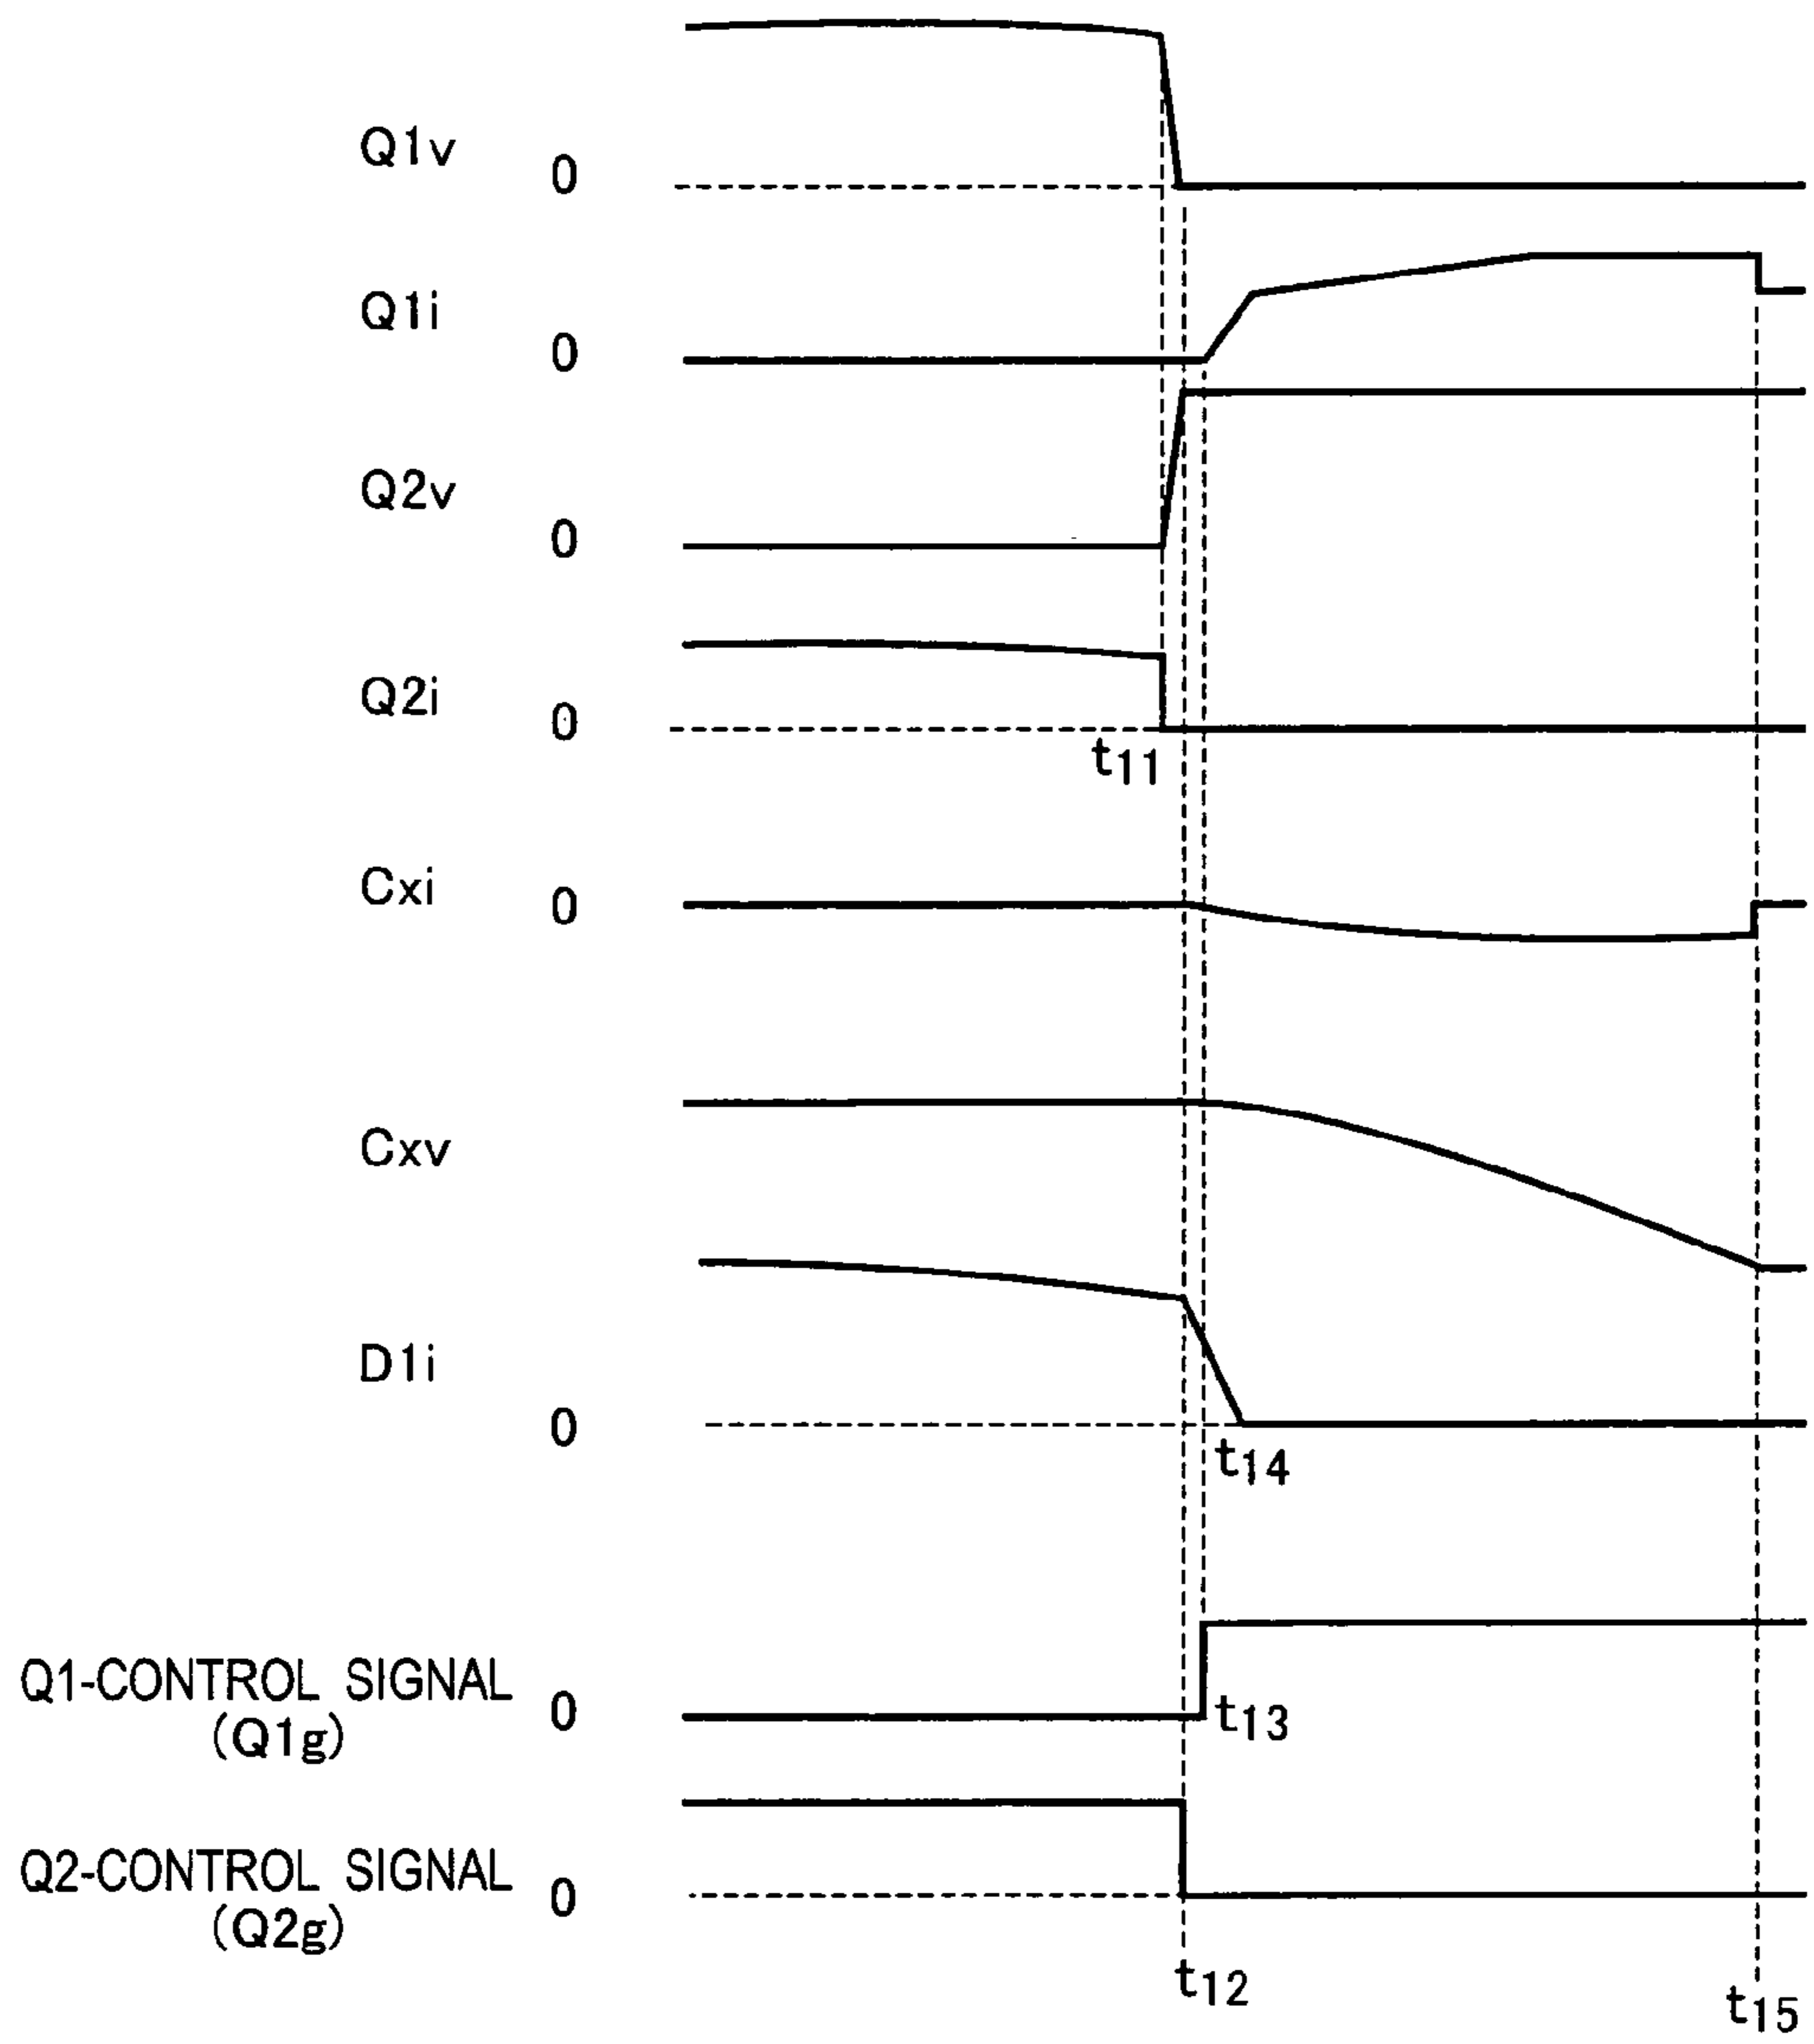 Q1v 0
Q1i 0
Q2v 0
Q2i 0
t11
Cxi 0
Cxv
D1i 0
t14
Q1-CONTROL SIGNAL 0
(Q1g)
t13
Q2-CONTROL SIGNAL 0
(Q2g)
t12
t15